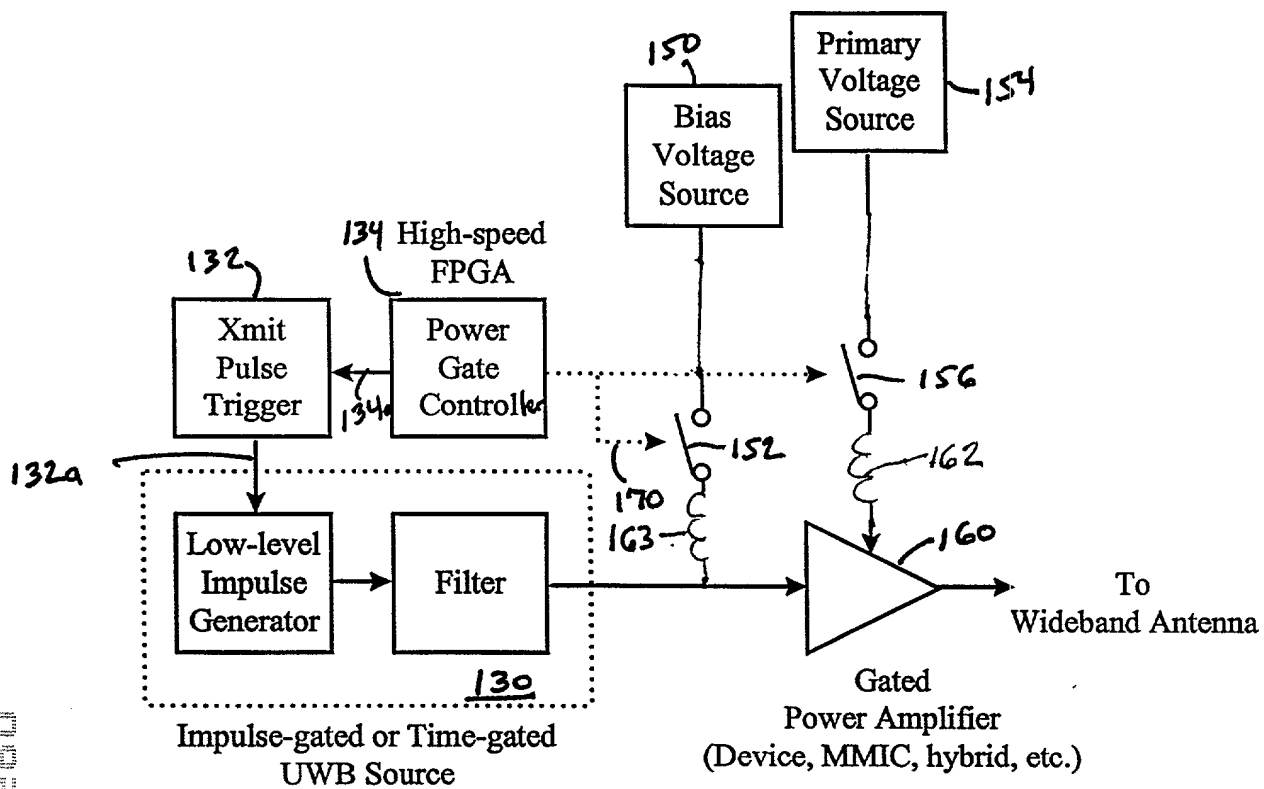 150
Primary
Voltage
Source
154
Bias
Voltage
Source
134 High-speed
FPGA
132
Xmit
Pulse
Trigger
134a
Power
Gate
Controller
156
152
162
132a
170
163
160
Low-level
Impulse
Generator
Filter
130
To
Wideband Antenna
Impulse-gated or Time-gated
UWB Source
Gated
Power Amplifier
(Device, MMIC, hybrid, etc.)